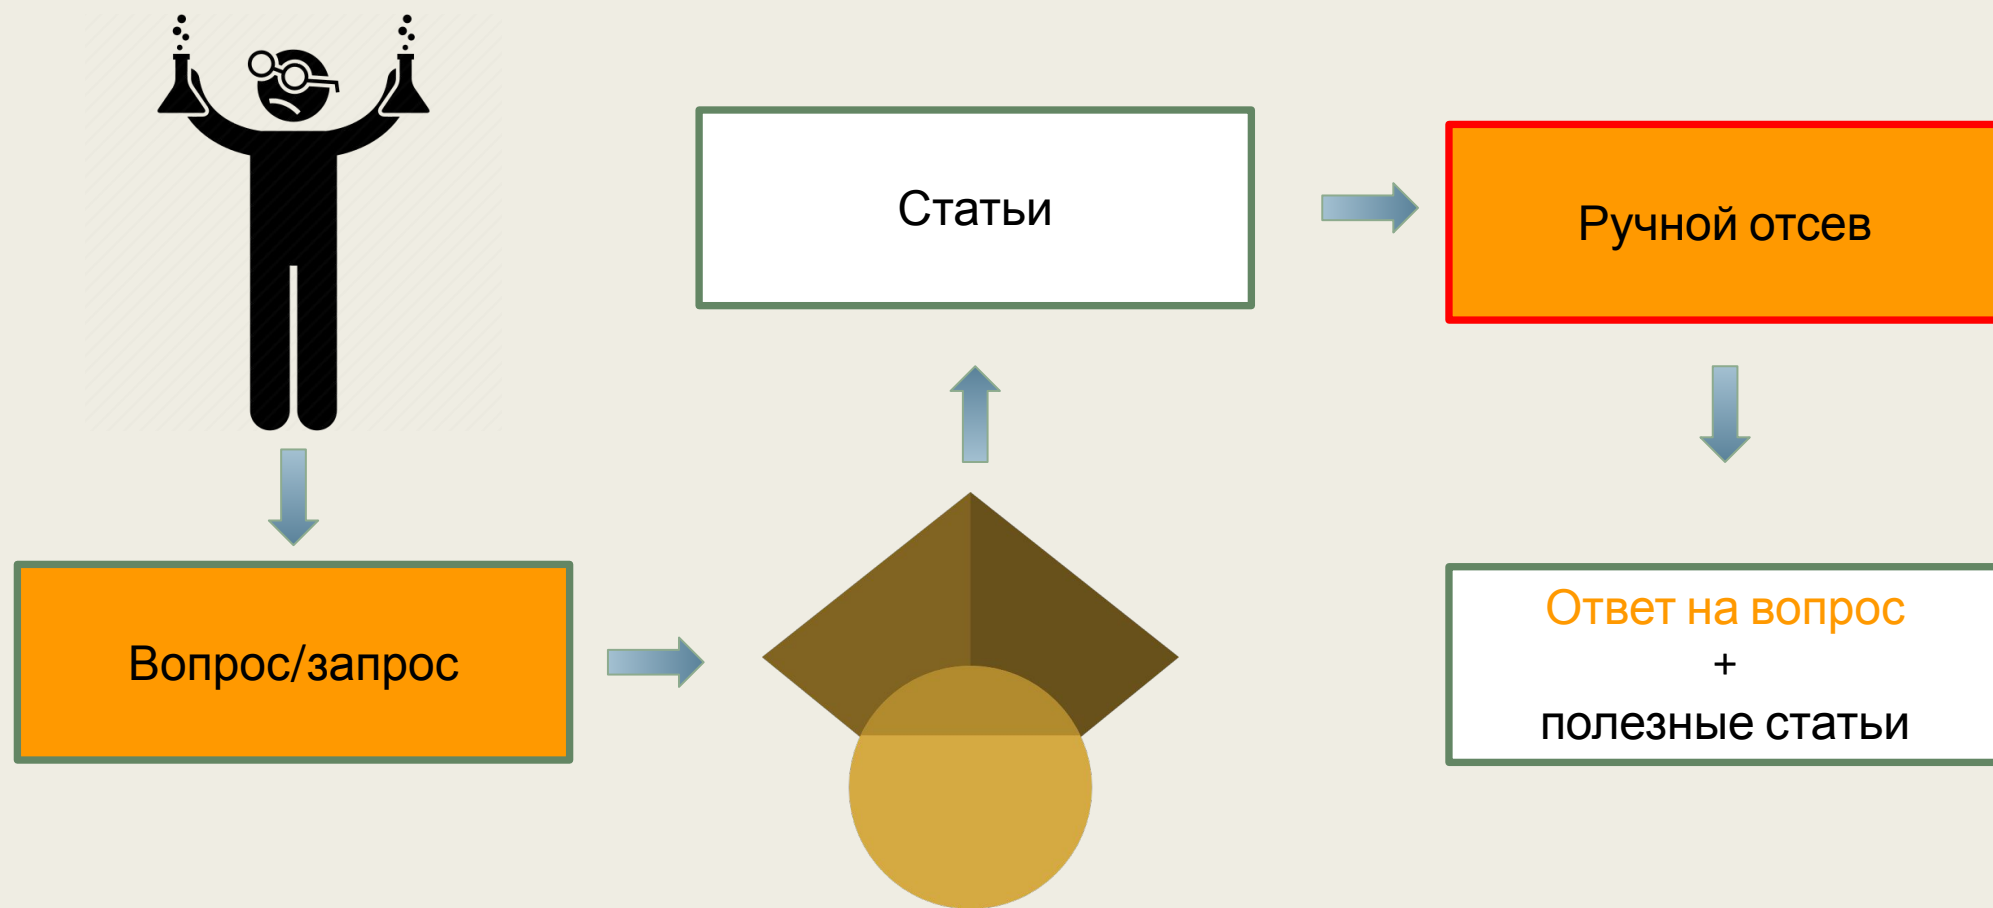 Статьи
Ручной отсев
Вопрос/запрос
Ответ на вопрос
+
полезные статьи